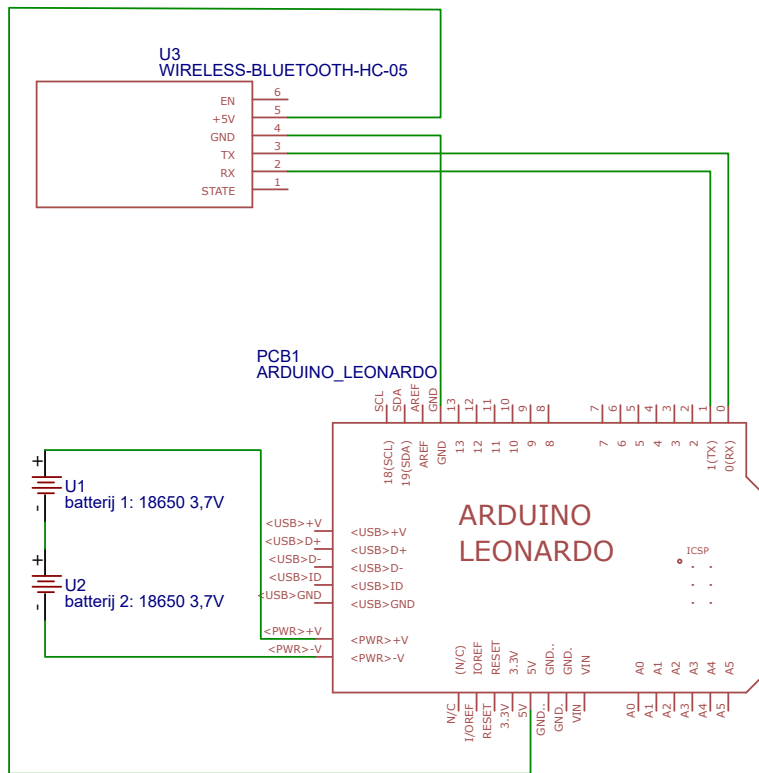 U3
WIRELESS-BLUETOOTH-HC-05
EN 6
+5V 5
GND 4
TX 3
RX 2
STATE 1
PCB1
ARDUINO_LEONARDO
SCL SDA AREF GND 13 12 11 10 9 8 7 6 5 4 3 2 1 0
18(SCL) 19(SDA) AREF GND 13 12 11 10 9 8 7 6 5 4 3 2 1(TX) 0(RX)
+
U1
batterij 1: 18650 3,7V
-
+
U2
batterij 2: 18650 3,7V
-
ARDUINO
LEONARDO
ICSP
<USB>+V <USB>+V
<USB>D+ <USB>D+
<USB>D- <USB>D-
<USB>ID <USB>ID
<USB>GND <USB>GND
<PWR>+V <PWR>+V
<PWR>-V <PWR>-V
(N/C) IOREF RESET 3.3V 5V GND.. GND. VIN A0 A1 A2 A3 A4 A5
N/C I/OREF RESET 3.3V 5V GND.. GND. VIN A0 A1 A2 A3 A4 A5